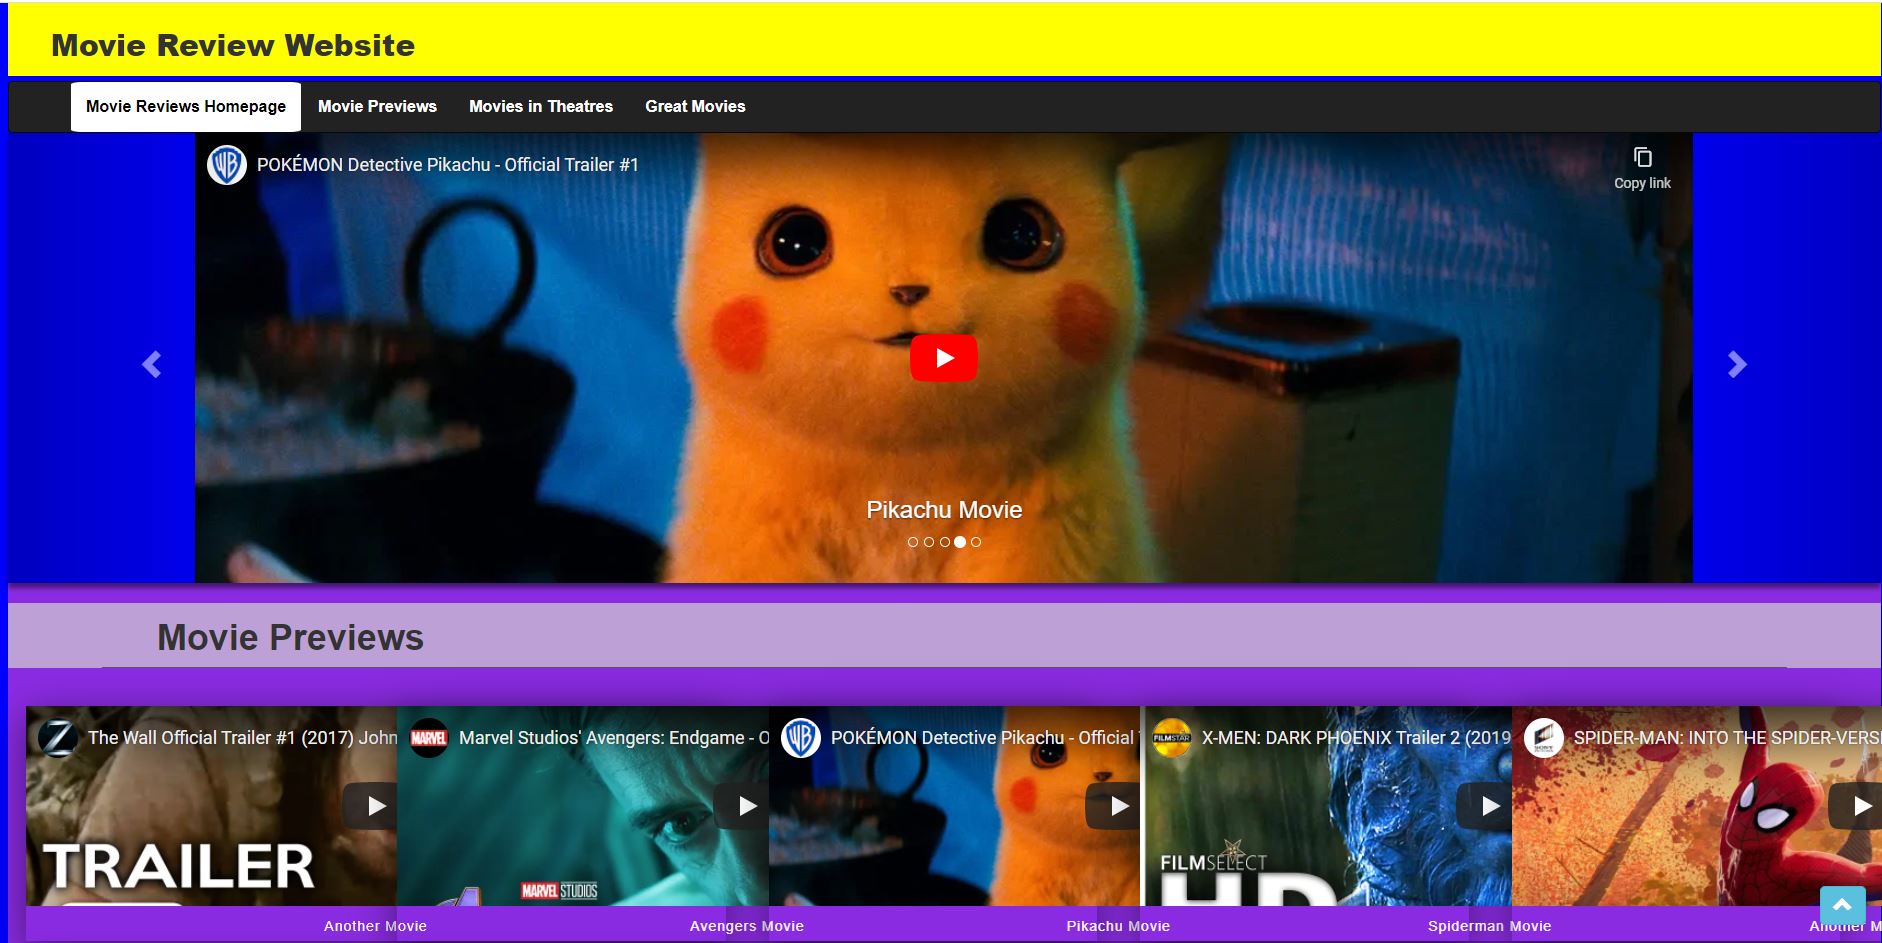 Movie Review Website
Movie Reviews Homepage Movie Previews Movies in Theatres Great Movies
POKÉMON Detective Pikachu - Official Trailer #1
Copy link
Pikachu Movie
Movie Previews
The Wall Official Trailer #1 (2017) John
MARVEL
Marvel Studios' Avengers: Endgame - O
POKÉMON Detective Pikachu - Official
FILMSTAR
X-MEN: DARK PHOENIX Trailer 2 (2019
SONY
SPIDER-MAN: INTO THE SPIDER-VERS
TRAILER
MARVEL STUDIOS
FILMSELECT
HD
Another Movie
Avengers Movie
Pikachu Movie
Spiderman Movie
Another M